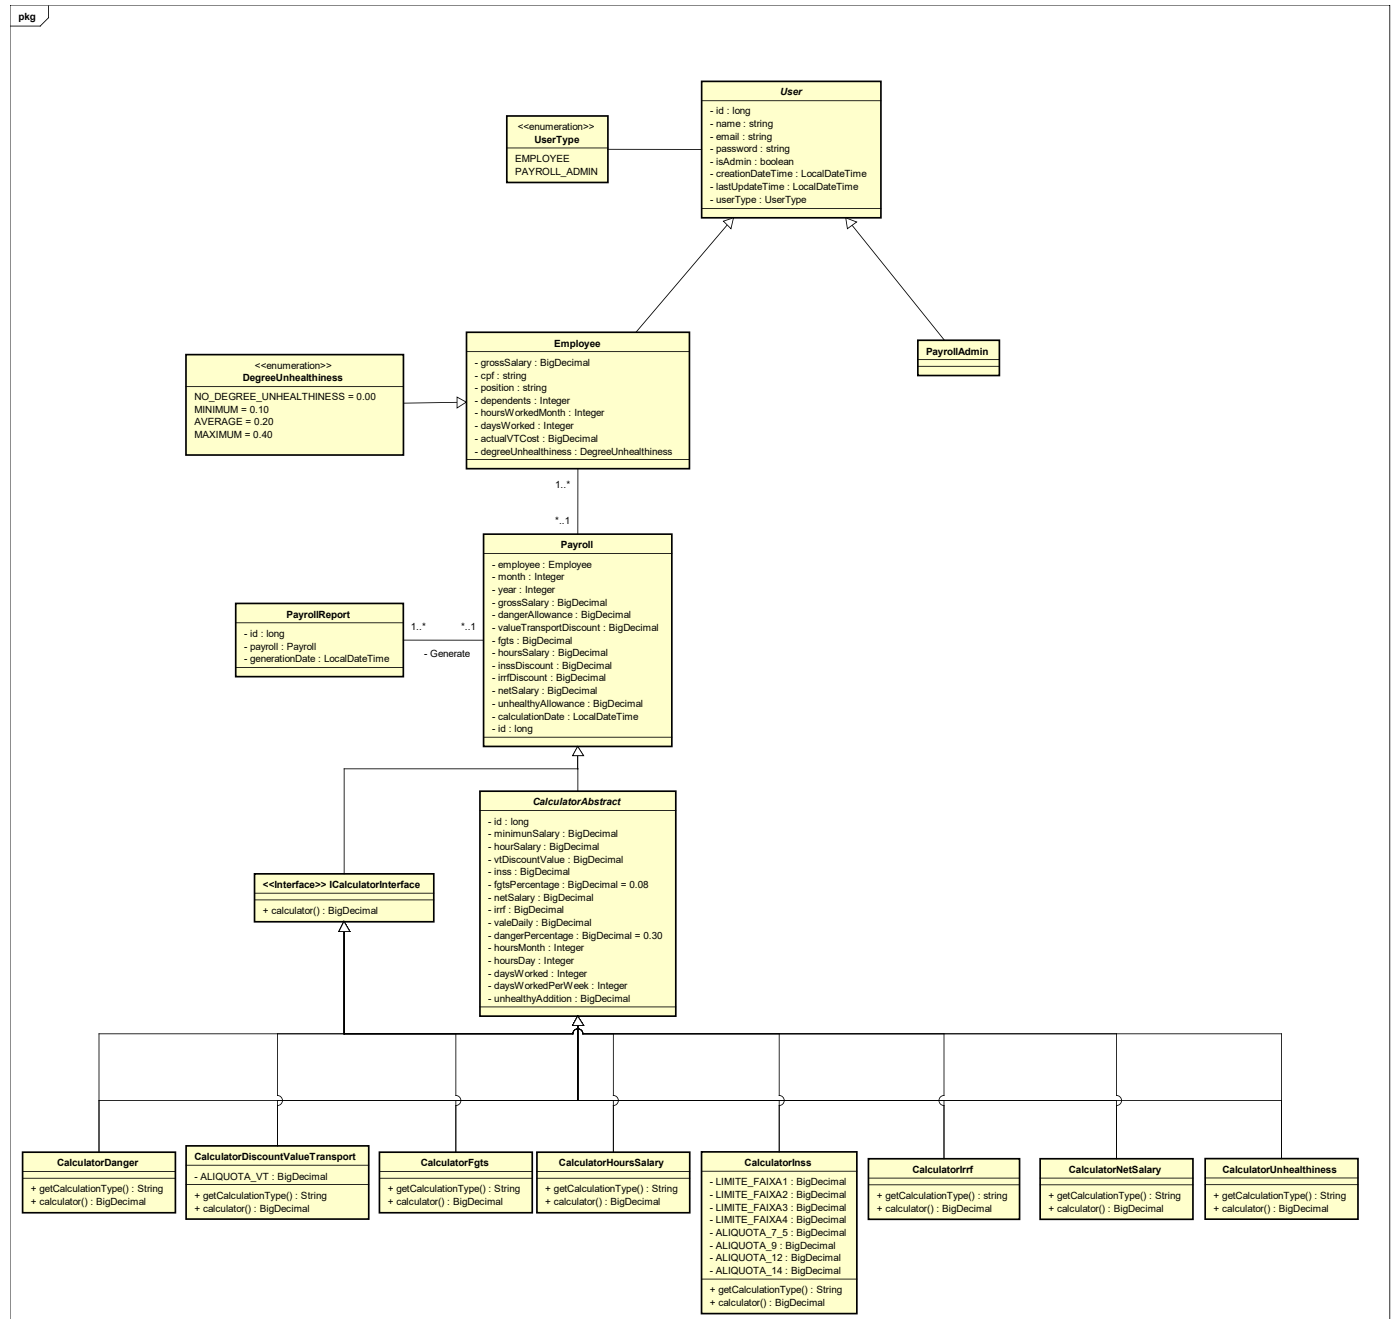 pkg
User
- id : long
- name : string
- email : string
- password : string
- isAdmin : boolean
- creationDateTime : LocalDateTime
- lastUpdateTime : LocalDateTime
- userType : UserType
<<enumeration>>
UserType
EMPLOYEE
PAYROLL_ADMIN
Employee
- grossSalary : BigDecimal
- cpf : string
- position : string
- dependents : Integer
- hoursWorkedMonth : Integer
- daysWorked : Integer
- actualVTCost : BigDecimal
- degreeUnhealthiness : DegreeUnhealthiness
PayrollAdmin
<<enumeration>>
DegreeUnhealthiness
NO_DEGREE_UNHEALTHINESS = 0.00
MINIMUM = 0.10
AVERAGE = 0.20
MAXIMUM = 0.40
1..*
*..1
Payroll
- employee : Employee
- month : Integer
- year : Integer
- grossSalary : BigDecimal
- dangerAllowance : BigDecimal
- valueTransportDiscount : BigDecimal
- fgts : BigDecimal
- hoursSalary : BigDecimal
- inssDiscount : BigDecimal
- irrfDiscount : BigDecimal
- netSalary : BigDecimal
- unhealthyAllowance : BigDecimal
- calculationDate : LocalDateTime
- id : long
PayrollReport
- id : long
- payroll : Payroll
- generationDate : LocalDateTime
1..* *..1
- Generate
CalculatorAbstract
- id : long
- minimunSalary : BigDecimal
- hourSalary : BigDecimal
- vtDiscountValue : BigDecimal
- inss : BigDecimal
- fgtsPercentage : BigDecimal = 0.08
- netSalary : BigDecimal
- irrf : BigDecimal
- valeDaily : BigDecimal
- dangerPercentage : BigDecimal = 0.30
- hoursMonth : Integer
- hoursDay : Integer
- daysWorked : Integer
- daysWorkedPerWeek : Integer
- unhealthyAddition : BigDecimal
<<Interface>> ICalculatorInterface
+ calculator() : BigDecimal
CalculatorDanger
+ getCalculationType() : String
+ calculator() : BigDecimal
CalculatorDiscountValueTransport
- ALIQUOTA_VT : BigDecimal
+ getCalculationType() : String
+ calculator() : BigDecimal
CalculatorFgts
+ getCalculationType() : String
+ calculator() : BigDecimal
CalculatorHoursSalary
+ getCalculationType() : String
+ calculator() : BigDecimal
CalculatorInss
- LIMITE_FAIXA1 : BigDecimal
- LIMITE_FAIXA2 : BigDecimal
- LIMITE_FAIXA3 : BigDecimal
- LIMITE_FAIXA4 : BigDecimal
- ALIQUOTA_7_5 : BigDecimal
- ALIQUOTA_9 : BigDecimal
- ALIQUOTA_12 : BigDecimal
- ALIQUOTA_14 : BigDecimal
+ getCalculationType() : String
+ calculator() : BigDecimal
CalculatorIrrf
+ getCalculationType() : string
+ calculator() : BigDecimal
CalculatorNetSalary
+ getCalculationType() : String
+ calculator() : BigDecimal
CalculatorUnhealthiness
+ getCalculationType() : String
+ calculator() : BigDecimal